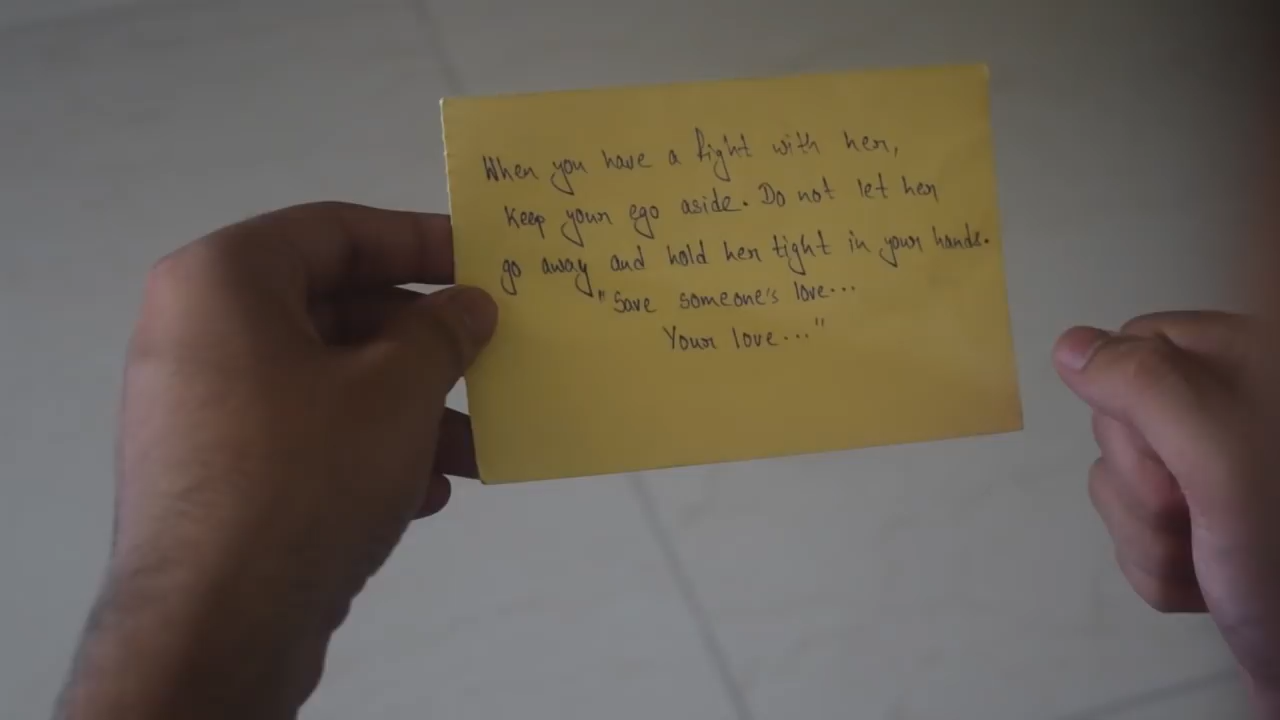 When you have a fight with her,
Keep your ego aside. Do not let her
go away and hold her tight in your hands.
"Save someone's love...
Your love..."